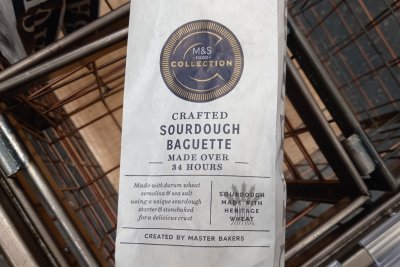 M&S
FOOD
COLLECTION
CRAFTED
SOURDOUGH
BAGUETTE
MADE OVER
34 HOURS
Made with durum wheat
semolina & sea salt
using a unique sourdough
starter & stonebaked
for a delicious crust
SOURDOUGH
MADE WITH
HERITAGE
WHEAT
CREATED BY MASTER BAKERS